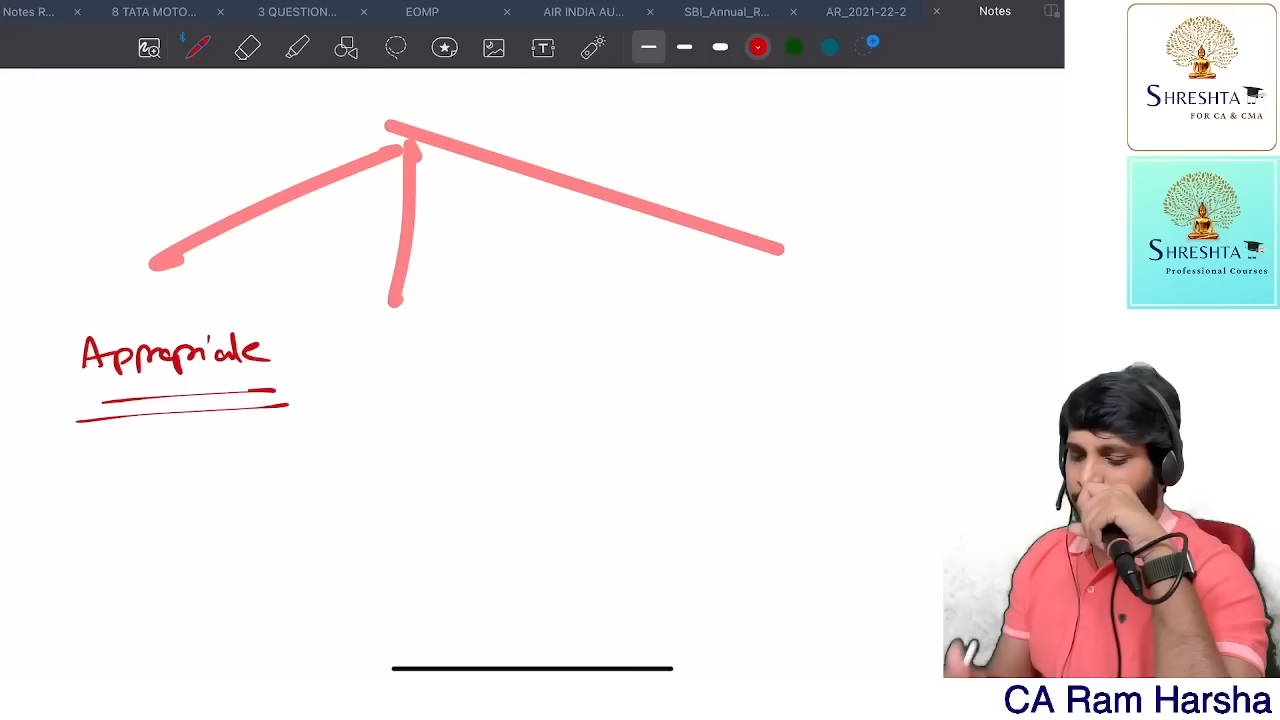 Notes R...
8 TATA MOTO...
3 QUESTION...
EOMP
AIR INDIA AU...
SBI_Annual_R...
AR_2021-22-2
Notes
T
SHRESHTA
FOR CA & CMA
SHRESHTA
Professional Courses
Appropriate
CA Ram Harsha